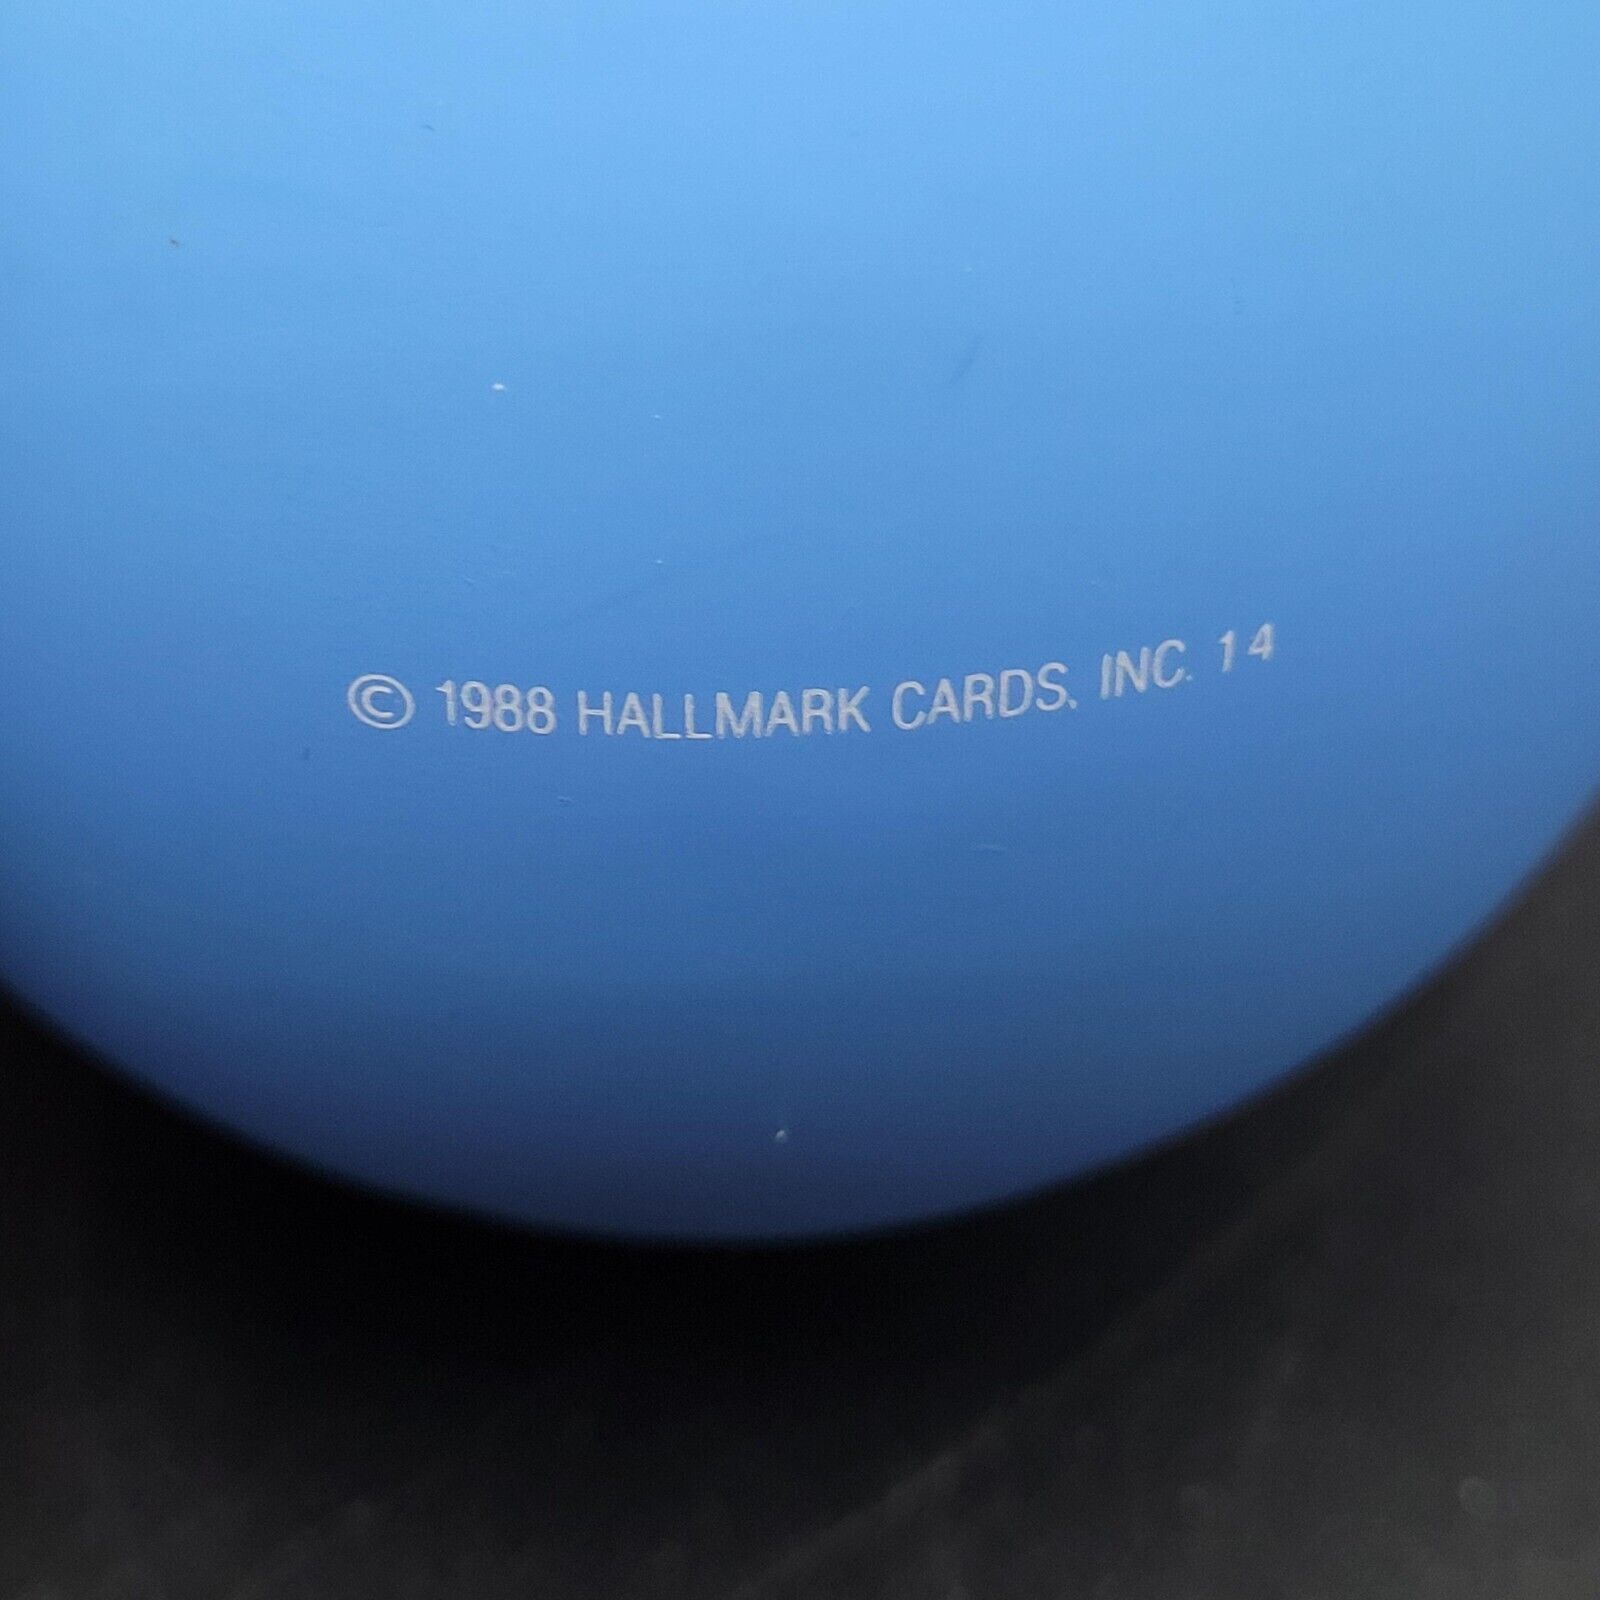 © 1988 HALLMARK CARDS, INC. 14